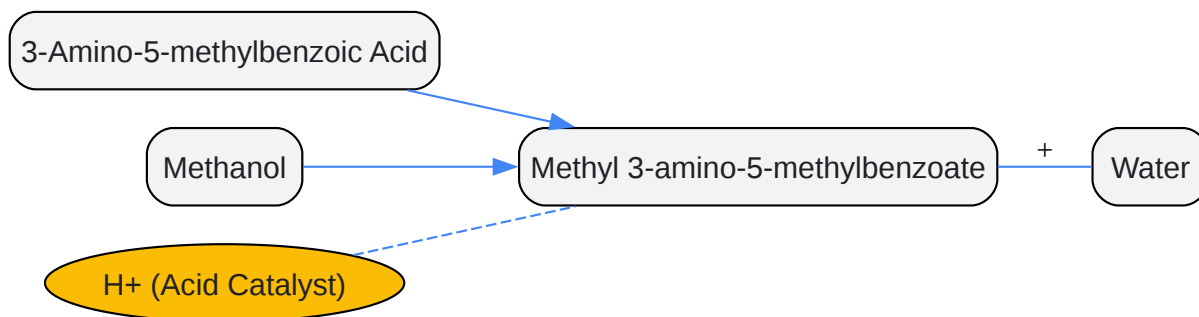 3-Amino-5-methylbenzoic Acid
Methanol
Methyl 3-amino-5-methylbenzoate
+
Water
H+ (Acid Catalyst)